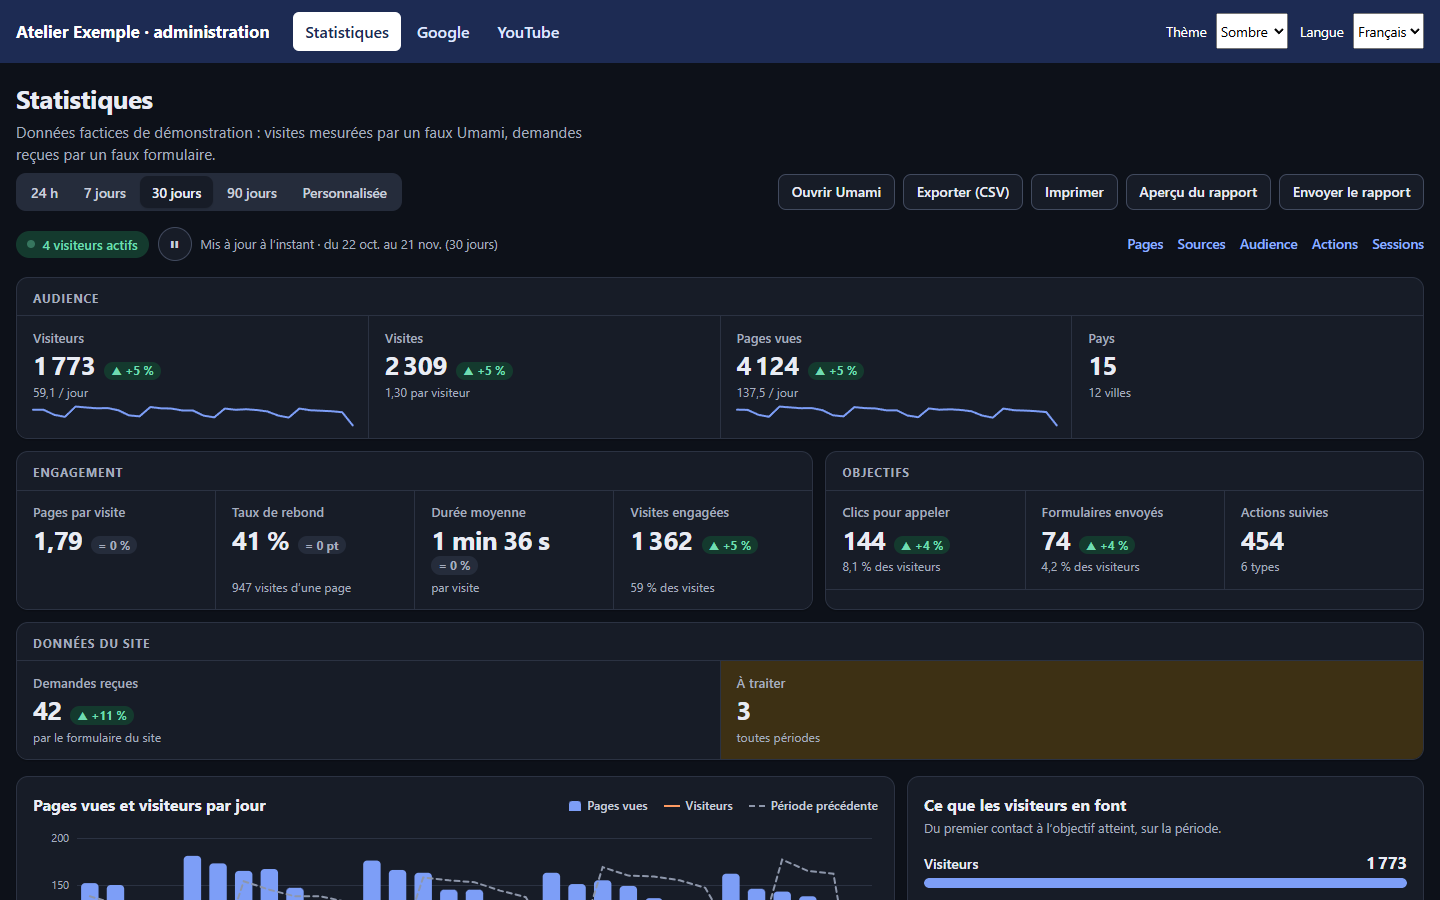 Atelier Exemple · administration
Statistiques
Google
YouTube
Thème
Sombre
Langue
Français
Statistiques
Données factices de démonstration : visites mesurées par un faux Umami, demandes
reçues par un faux formulaire.
24 h
7 jours
30 jours
90 jours
Personnalisée
Ouvrir Umami
Exporter (CSV)
Imprimer
Aperçu du rapport
Envoyer le rapport
4 visiteurs actifs
Mis à jour à l’instant · du 22 oct. au 21 nov. (30 jours)
Pages
Sources
Audience
Actions
Sessions
AUDIENCE
Visiteurs
1 773 ▲ +5 %
59,1 / jour
Visites
2 309 ▲ +5 %
1,30 par visiteur
Pages vues
4 124 ▲ +5 %
137,5 / jour
Pays
15
12 villes
ENGAGEMENT
Pages par visite
1,79 = 0 %
Taux de rebond
41 % = 0 pt
947 visites d’une page
Durée moyenne
1 min 36 s
= 0 %
par visite
Visites engagées
1 362 ▲ +5 %
59 % des visites
OBJECTIFS
Clics pour appeler
144 ▲ +4 %
8,1 % des visiteurs
Formulaires envoyés
74 ▲ +4 %
4,2 % des visiteurs
Actions suivies
454
6 types
DONNÉES DU SITE
Demandes reçues
42 ▲ +11 %
par le formulaire du site
À traiter
3
toutes périodes
Pages vues et visiteurs par jour
Pages vues
Visiteurs
Période précédente
200
150
Ce que les visiteurs en font
Du premier contact à l’objectif atteint, sur la période.
Visiteurs
1 773